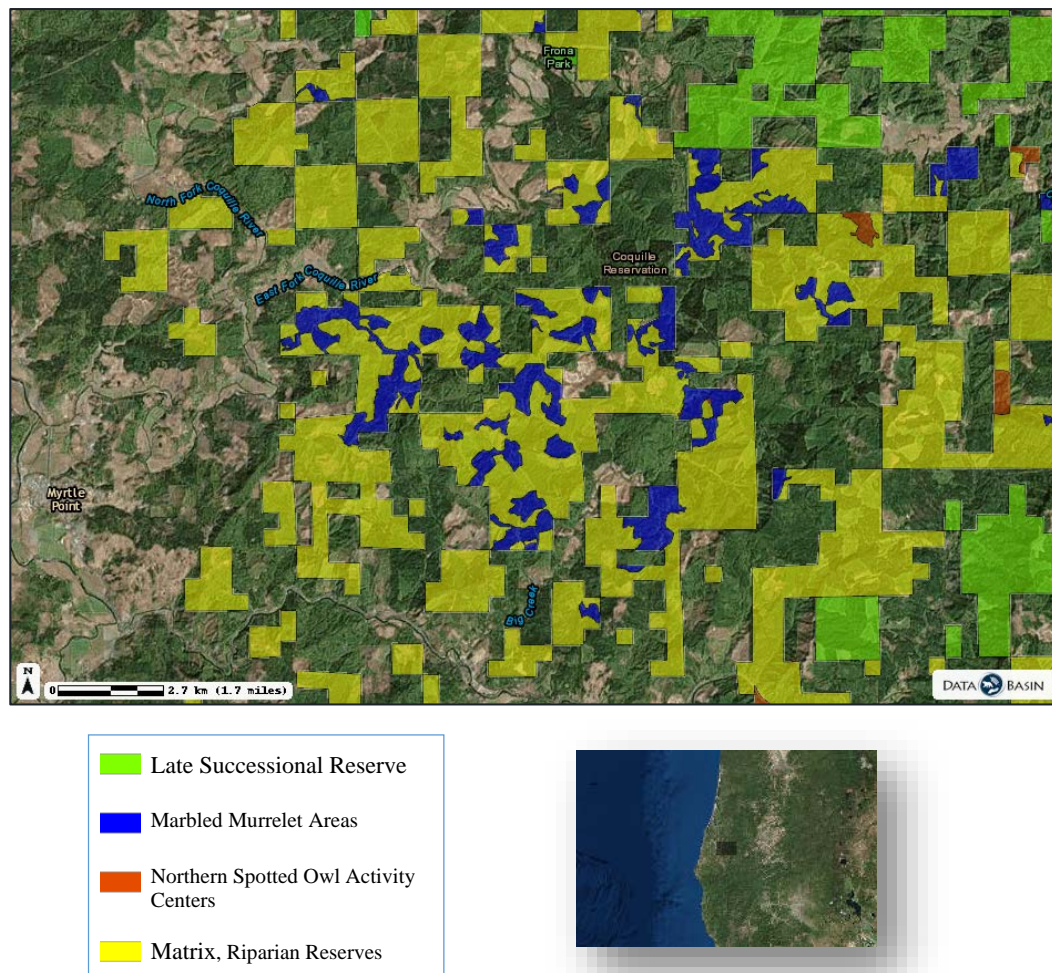 Frona
Park
North Fork Coquille River
Coquille
Reservation
East Fork Coquille River
Myrtle
Point
Big Creek
N
0 2.7 km (1.7 miles)
DATA BASIN
Late Successional Reserve
Marbled Murrelet Areas
Northern Spotted Owl Activity
Centers
Matrix, Riparian Reserves